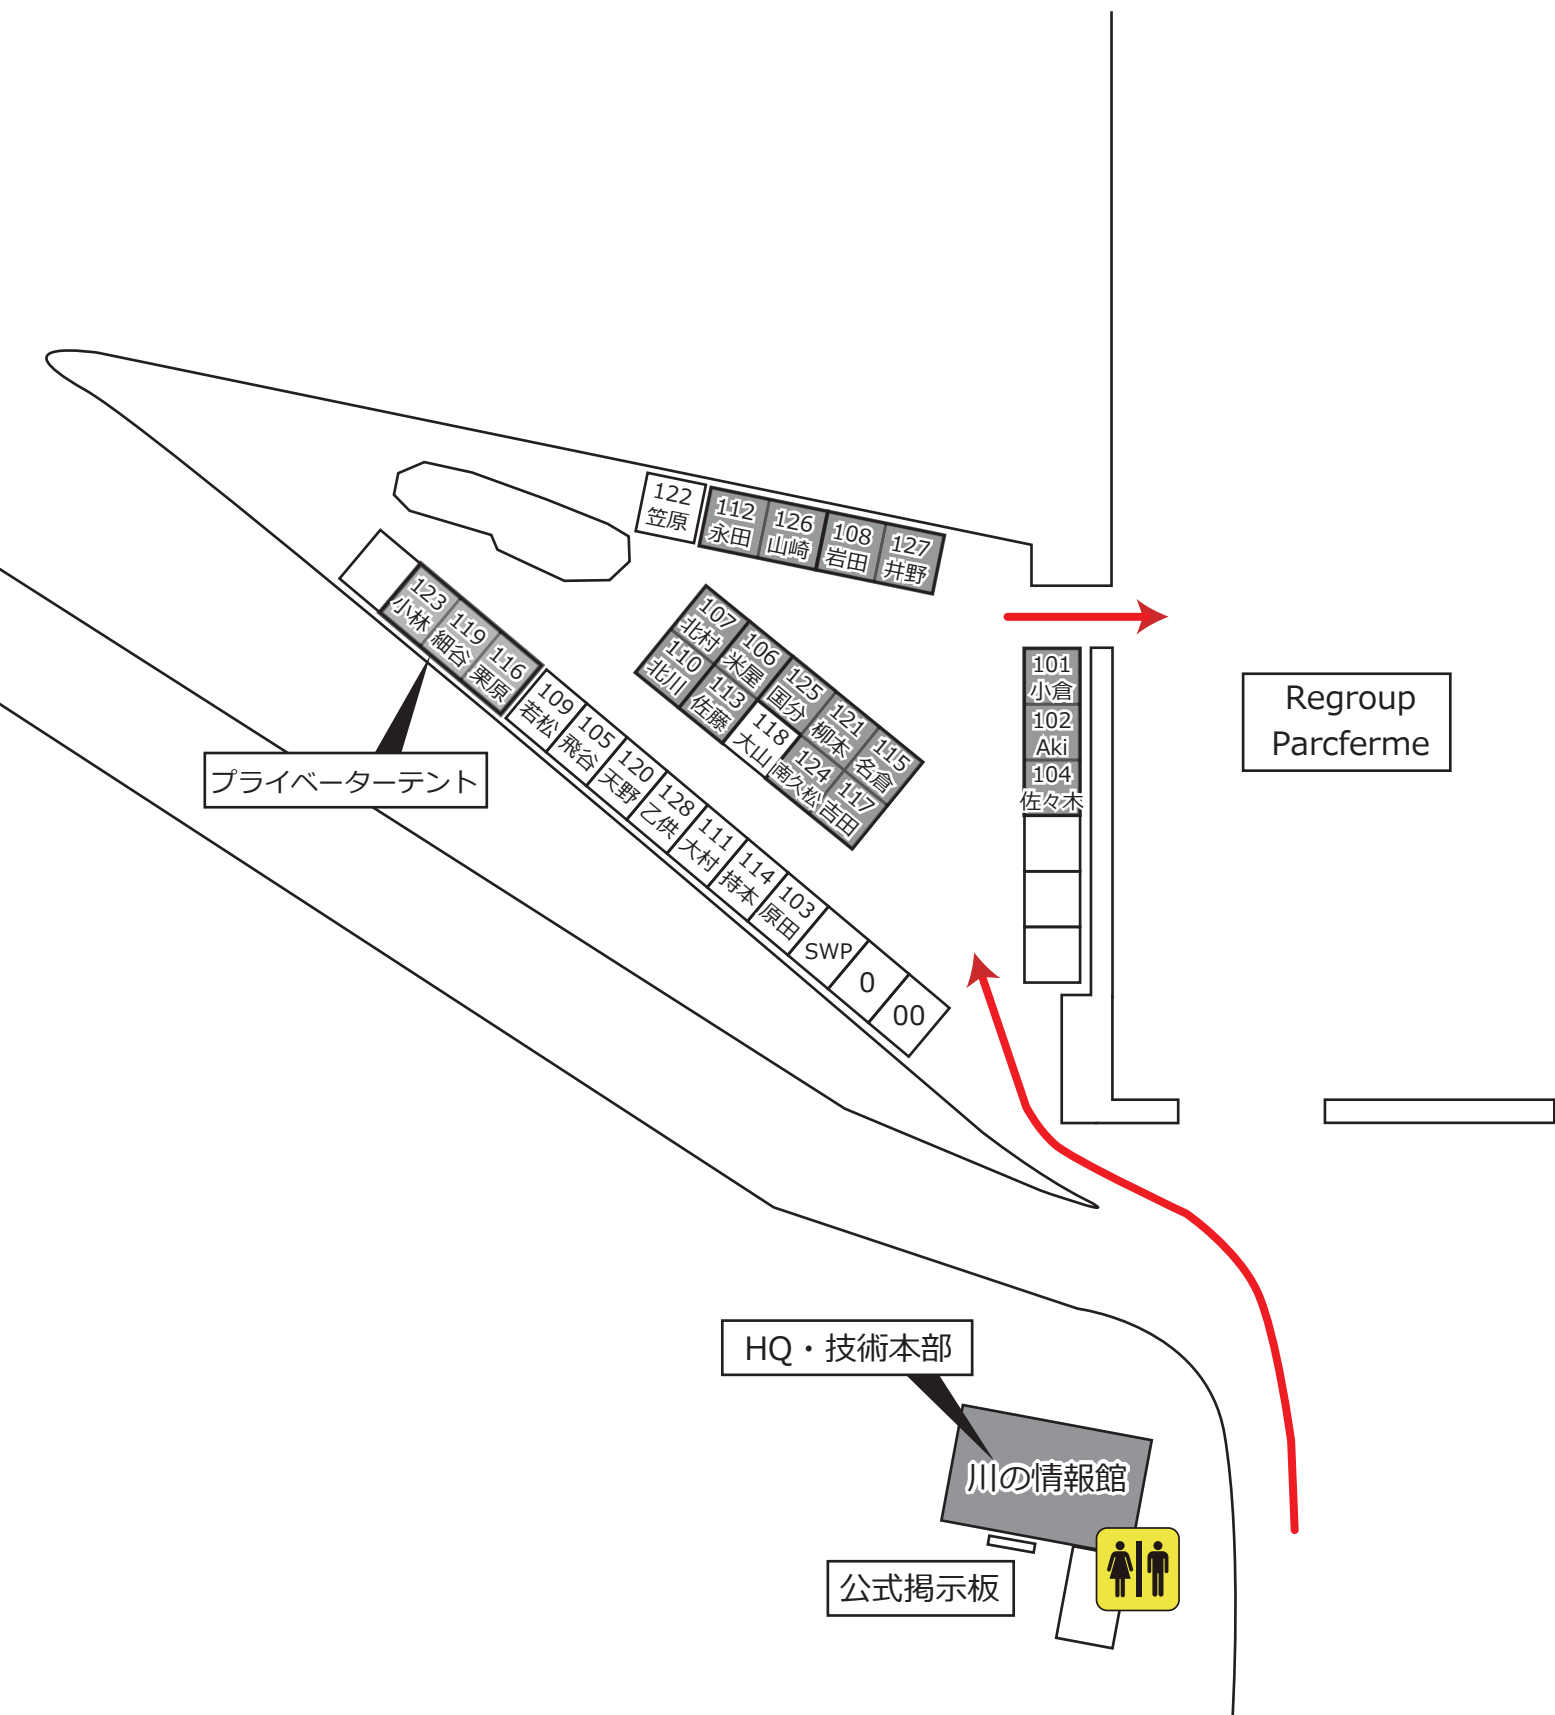 122
笠原
112
永田
126
山崎
108
岩田
127
井野
123
小林
119
細谷
116
栗原
109
若松
105
飛谷
120
天野
128
乙供
111
大村
114
持本
103
原田
SWP
0
00
107
北村
106
米屋
125
国分
121
柳本
115
名倉
110
北川
113
佐藤
118
大山
124
南久松
117
吉田
101
小倉
102
Aki
104
佐々木
Regroup
Parcferme
プライベーターテント
HQ・技術本部
川の情報館
公式掲示板